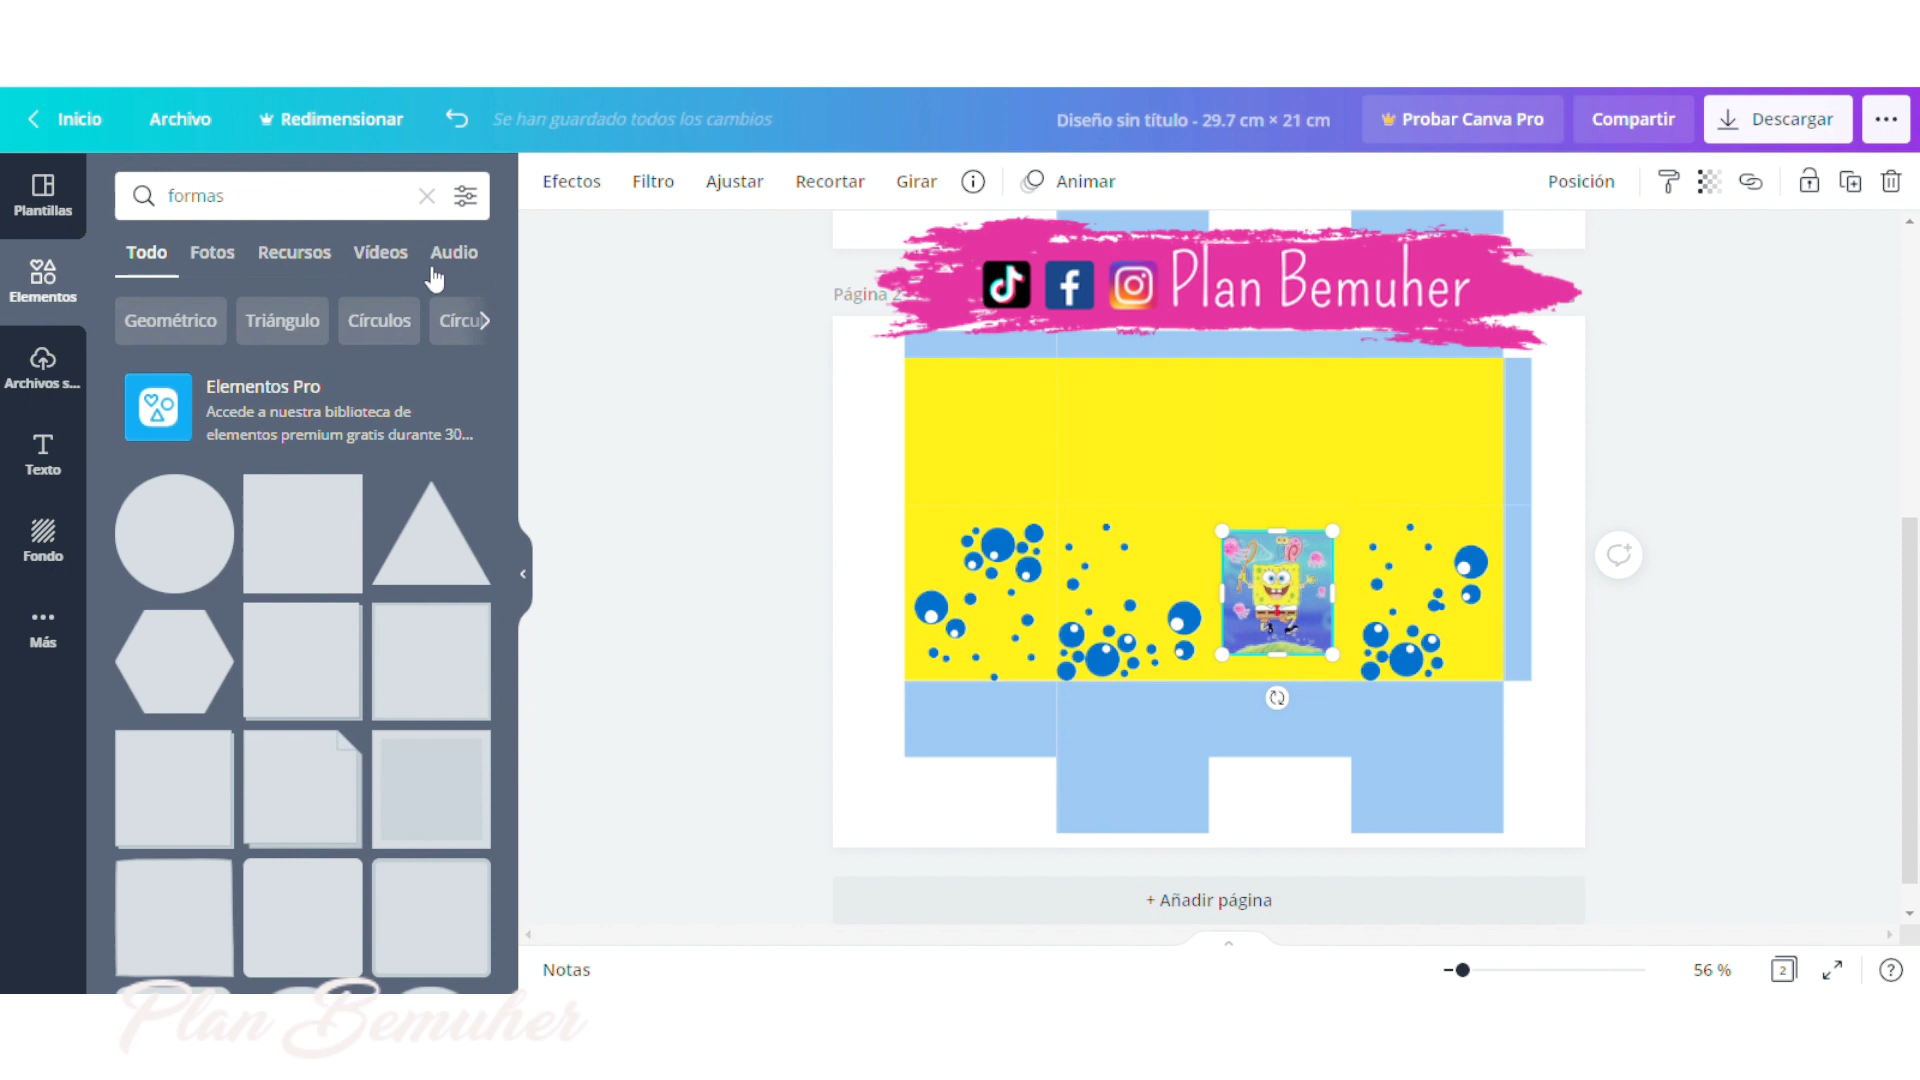 Inicio
Archivo
Redimensionar
Se han guardado todos los cambios
Diseño sin título - 29.7 cm × 21 cm
Probar Canva Pro
Compartir
Descargar
Plantillas
Elementos
Archivos s...
Texto
Fondo
Más
formas
Todo
Fotos
Recursos
Vídeos
Audio
Geométrico
Triángulo
Círculos
Círcu
Elementos Pro
Accede a nuestra biblioteca de
elementos premium gratis durante 30...
Efectos
Filtro
Ajustar
Recortar
Girar
Animar
Posición
Página 2
Plan Bemuher
+ Añadir página
Notas
56 %
2
Plan Bemuher